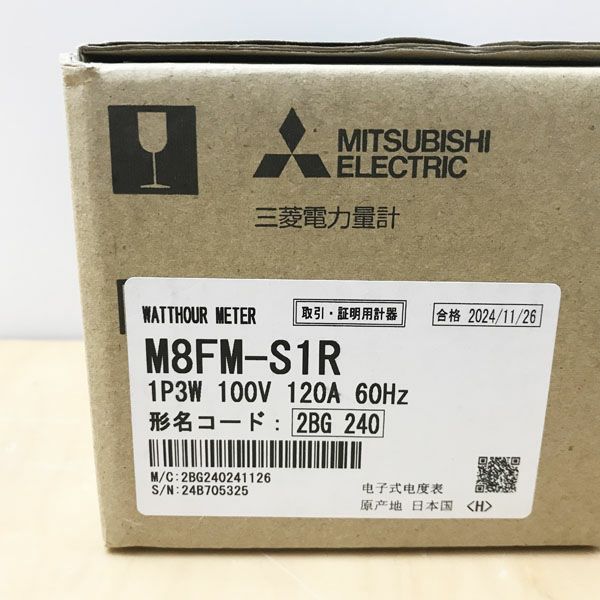 MITSUBISHI
ELECTRIC
三菱電力量計
WATTHOUR METER 取引・証明用計器 合格 2024/11/26
M8FM-S1R
1P3W 100V 120A 60Hz
形名コード: 2BG 240
M/C:2BG240241126
S/N:24B705325
电子式电度表
原产地 日本国 <H>